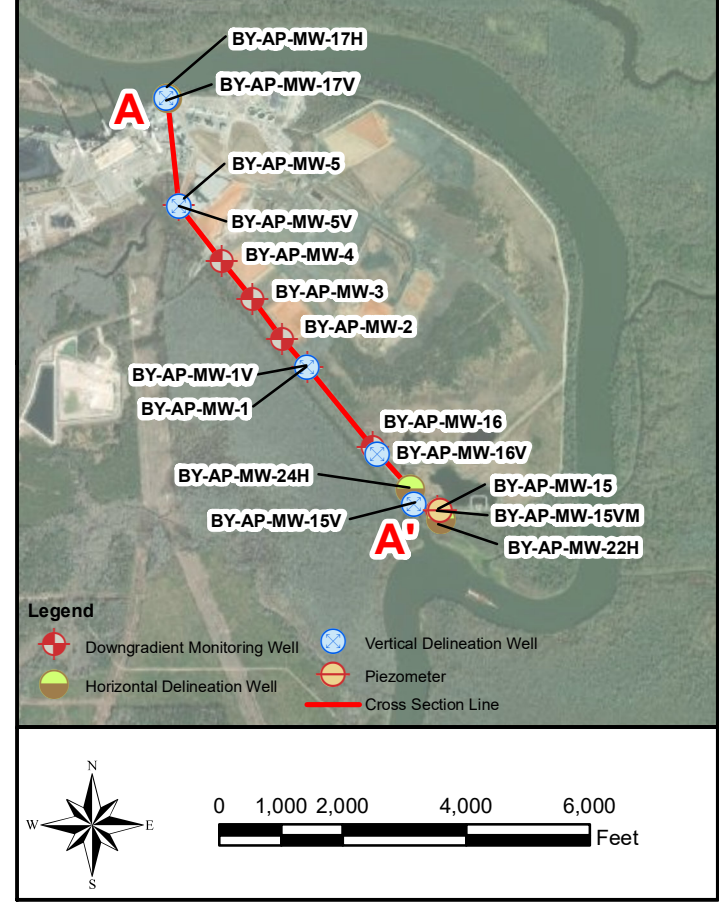 BY-AP-MW-17H
BY-AP-MW-17V
A
BY-AP-MW-5
BY-AP-MW-5V
BY-AP-MW-4
BY-AP-MW-3
BY-AP-MW-2
BY-AP-MW-1V
BY-AP-MW-1
BY-AP-MW-16
BY-AP-MW-16V
BY-AP-MW-24H
BY-AP-MW-15
BY-AP-MW-15V
BY-AP-MW-15VM
A'
BY-AP-MW-22H
Legend
Downgradient Monitoring Well
Vertical Delineation Well
Horizontal Delineation Well
Piezometer
Cross Section Line
N
W E
S
0 1,000 2,000 4,000 6,000
Feet